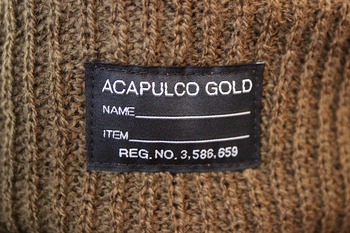 ACAPULCO GOLD
NAME
ITEM
REG. NO. 3,586,659